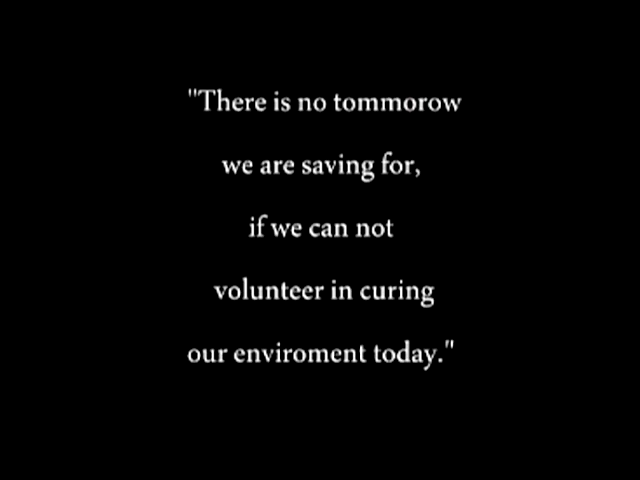 "There is no tommorow
we are saving for,
if we can not
volunteer in curing
our enviroment today."